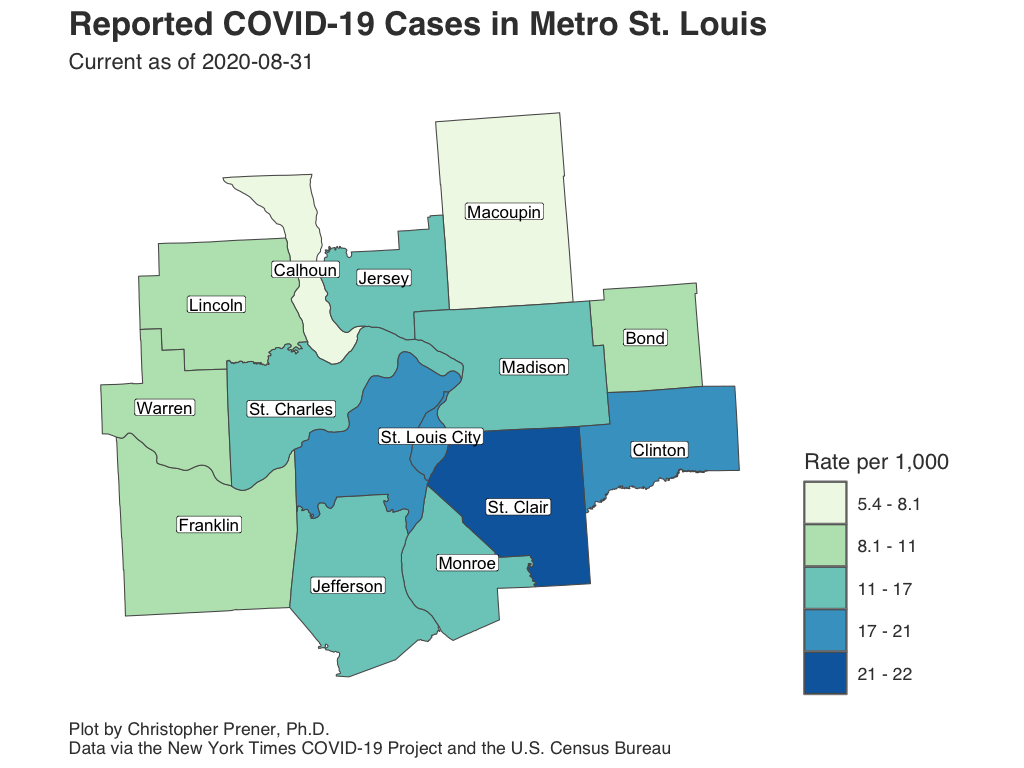 Reported COVID-19 Cases in Metro St. Louis
Current as of 2020-08-31
Macoupin
Calhoun
Jersey
Lincoln
Bond
Madison
Warren
St. Charles
St. Louis City
Clinton
St. Clair
Franklin
Monroe
Jefferson
Rate per 1,000
5.4 - 8.1
8.1 - 11
11 - 17
17 - 21
21 - 22
Plot by Christopher Prener, Ph.D.
Data via the New York Times COVID-19 Project and the U.S. Census Bureau